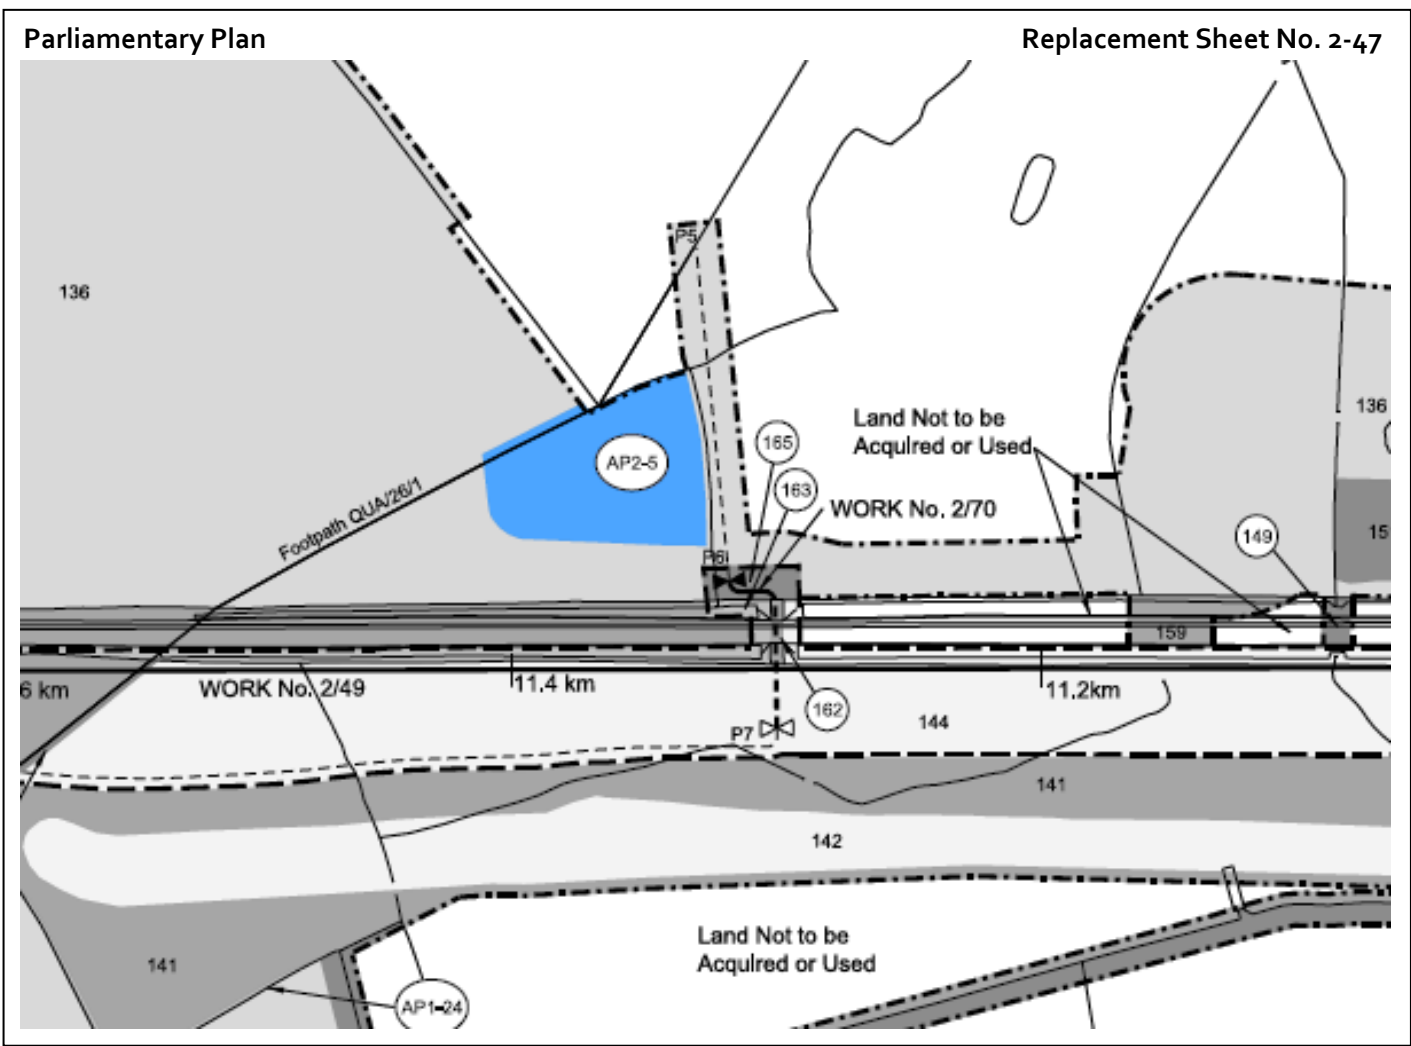 Parliamentary Plan
Replacement Sheet No. 2-47
P5
136
Land Not to be
Acquired or Used
136
165
AP2-5
163
WORK No. 2/70
Footpath QUA/26/1
149
15
P6
159
6 km
WORK No. 2/49
11.4 km
11.2km
162
P7
144
141
142
Land Not to be
Acquired or Used
141
AP1-24